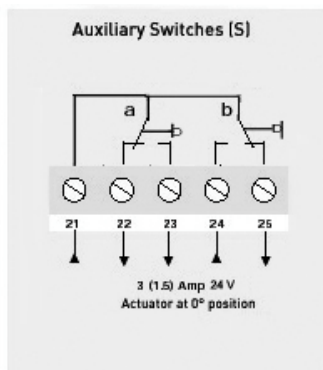 Auxiliary Switches (S)
a b
21 22 23 24 25
3 (1.5) Amp 24 V
Actuator at 0° position